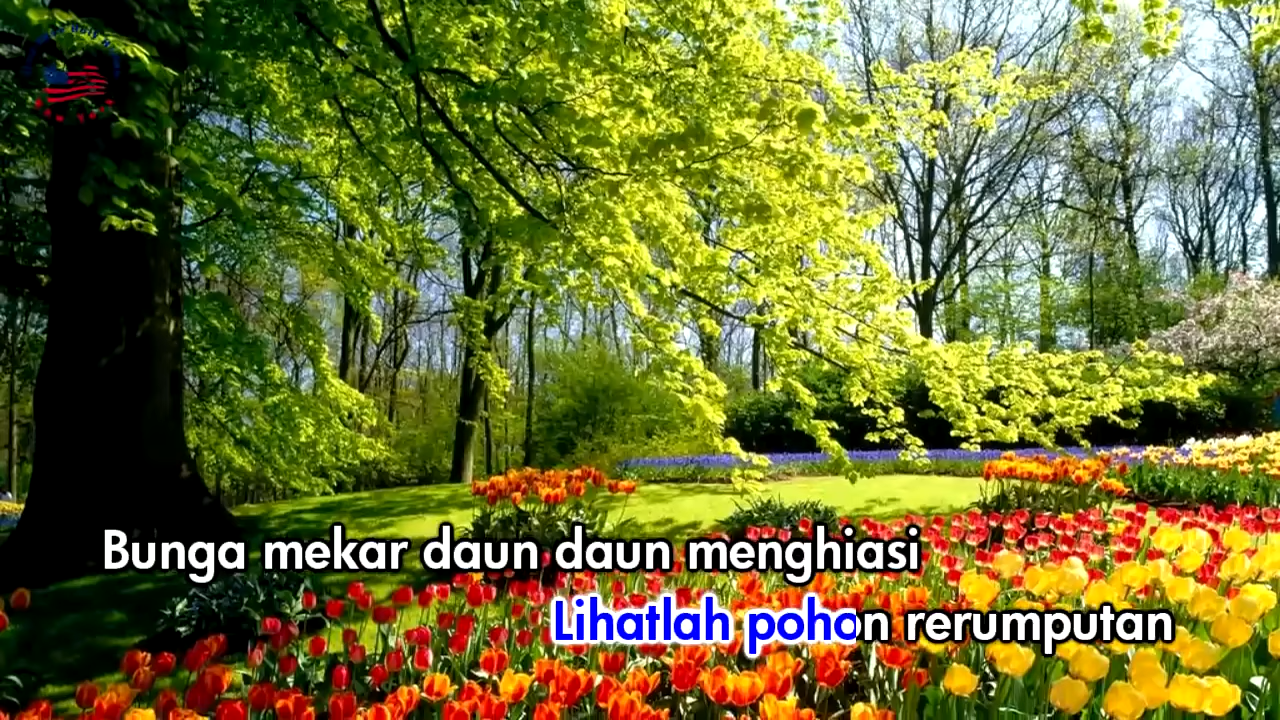 Bunga mekar daun daun menghiasi
Lihatlah pohon rerumputan